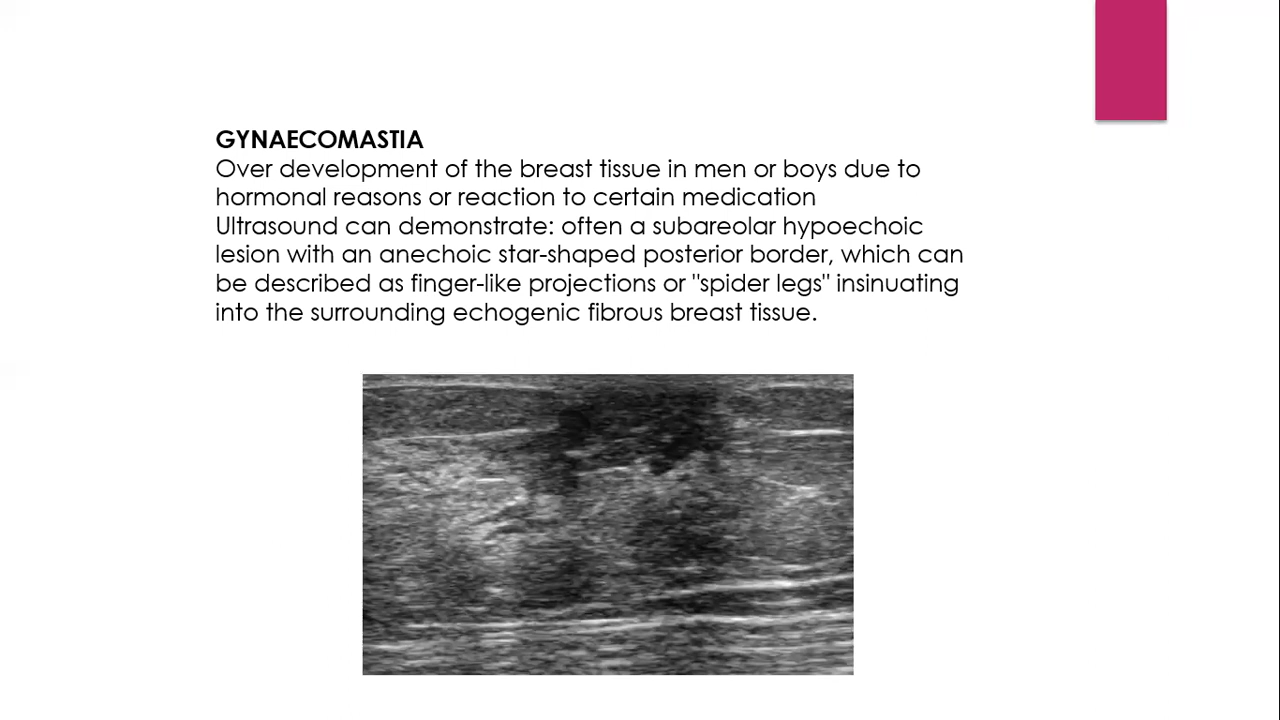 GYNAECOMASTIA
Over development of the breast tissue in men or boys due to
hormonal reasons or reaction to certain medication
Ultrasound can demonstrate: often a subareolar hypoechoic
lesion with an anechoic star-shaped posterior border, which can
be described as finger-like projections or "spider legs" insinuating
into the surrounding echogenic fibrous breast tissue.